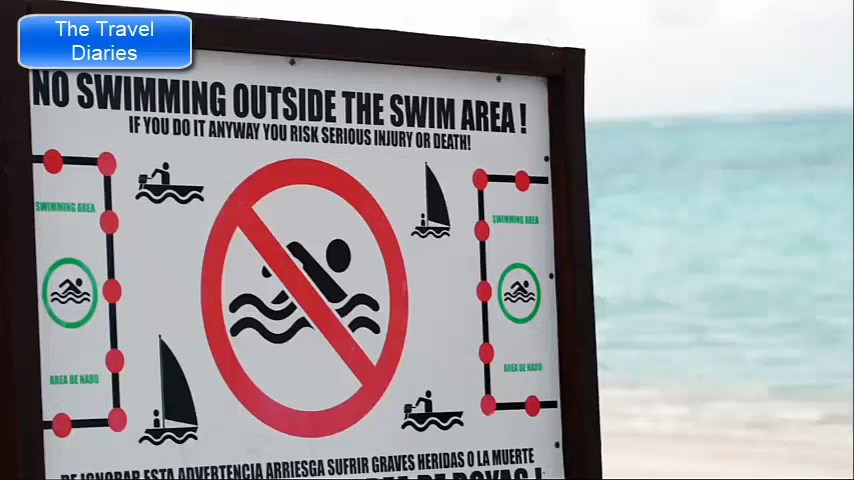 The Travel
Diaries
NO SWIMMING OUTSIDE THE SWIM AREA !
IF YOU DO IT ANYWAY YOU RISK SERIOUS INJURY OR DEATH!
SWIMMING AREA
SWIMMING AREA
AREA DE NADO
AREA DE NADO
DE IGNORAR ESTA ADVERTENCIA ARRIESGA SUFRIR GRAVES HERIDAS O LA MUERTE
DE BOYAS !